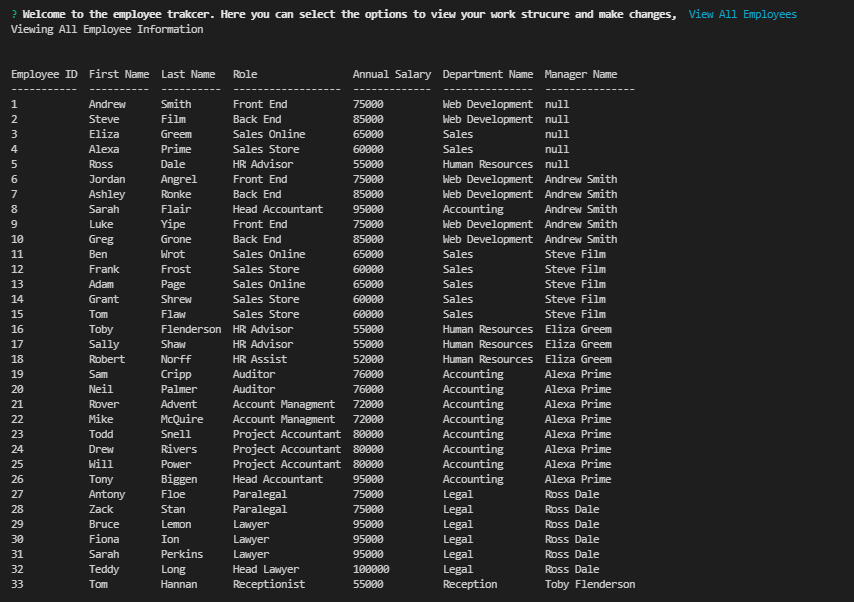 ? Welcome to the employee trakcer. Here you can select the options to view your work strucure and make changes,  View All Employees
Viewing All Employee Information
Employee ID  First Name  Last Name   Role                Annual Salary  Department Name  Manager Name
-----------  ----------  ----------  ------------------  -------------  ---------------  ---------------
1            Andrew      Smith       Front End           75000          Web Development  null
2            Steve       Film        Back End            85000          Web Development  null
3            Eliza       Greem       Sales Online        65000          Sales            null
4            Alexa       Prime       Sales Store         60000          Sales            null
5            Ross        Dale        HR Advisor          55000          Human Resources  null
6            Jordan      Angrel      Front End           75000          Web Development  Andrew Smith
7            Ashley      Ronke       Back End            85000          Web Development  Andrew Smith
8            Sarah       Flair       Head Accountant     95000          Accounting       Andrew Smith
9            Luke        Yipe        Front End           75000          Web Development  Andrew Smith
10           Greg        Grone       Back End            85000          Web Development  Andrew Smith
11           Ben         Wrot        Sales Online        65000          Sales            Steve Film
12           Frank       Frost       Sales Store         60000          Sales            Steve Film
13           Adam        Page        Sales Online        65000          Sales            Steve Film
14           Grant       Shrew       Sales Store         60000          Sales            Steve Film
15           Tom         Flaw        Sales Store         60000          Sales            Steve Film
16           Toby        Flenderson  HR Advisor          55000          Human Resources  Eliza Greem
17           Sally       Shaw        HR Advisor          55000          Human Resources  Eliza Greem
18           Robert      Norff       HR Assist           52000          Human Resources  Eliza Greem
19           Sam         Cripp       Auditor             76000          Accounting       Alexa Prime
20           Neil        Palmer      Auditor             76000          Accounting       Alexa Prime
21           Rover       Advent      Account Managment   72000          Accounting       Alexa Prime
22           Mike        McQuire     Account Managment   72000          Accounting       Alexa Prime
23           Todd        Snell       Project Accountant  80000          Accounting       Alexa Prime
24           Drew        Rivers      Project Accountant  80000          Accounting       Alexa Prime
25           Will        Power       Project Accountant  80000          Accounting       Alexa Prime
26           Tony        Biggen      Head Accountant     95000          Accounting       Alexa Prime
27           Antony      Floe        Paralegal           75000          Legal            Ross Dale
28           Zack        Stan        Paralegal           75000          Legal            Ross Dale
29           Bruce       Lemon       Lawyer              95000          Legal            Ross Dale
30           Fiona       Ion         Lawyer              95000          Legal            Ross Dale
31           Sarah       Perkins     Lawyer              95000          Legal            Ross Dale
32           Teddy       Long        Head Lawyer         100000         Legal            Ross Dale
33           Tom         Hannan      Receptionist        55000          Reception        Toby Flenderson